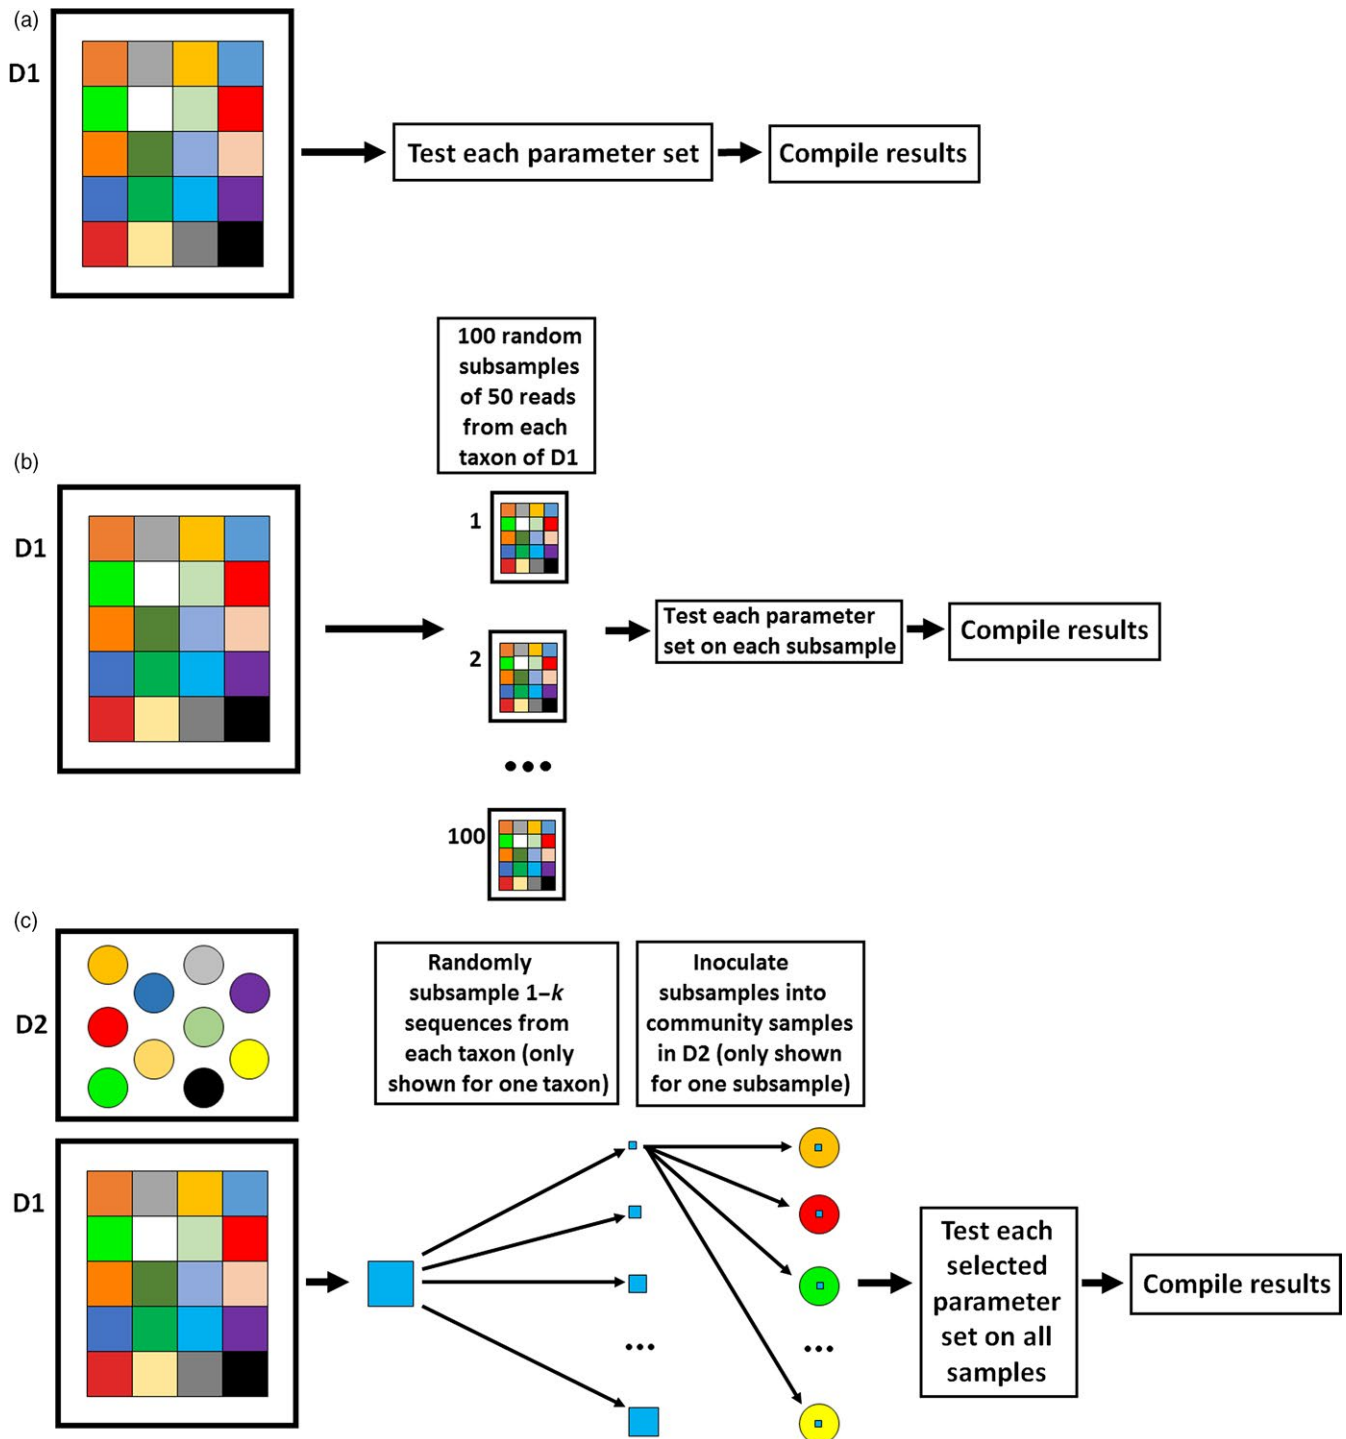 (a)
D1
Test each parameter set
Compile results
100 random
subsamples
of 50 reads
from each
taxon of D1
(b)
D1
1
2
100
Test each parameter
set on each subsample
Compile results
(c)
D2
D1
Randomly
subsample 1–k
sequences from
each taxon (only
shown for one taxon)
Inoculate
subsamples into
community samples
in D2 (only shown
for one subsample)
Test each
selected
parameter
set on all
samples
Compile results